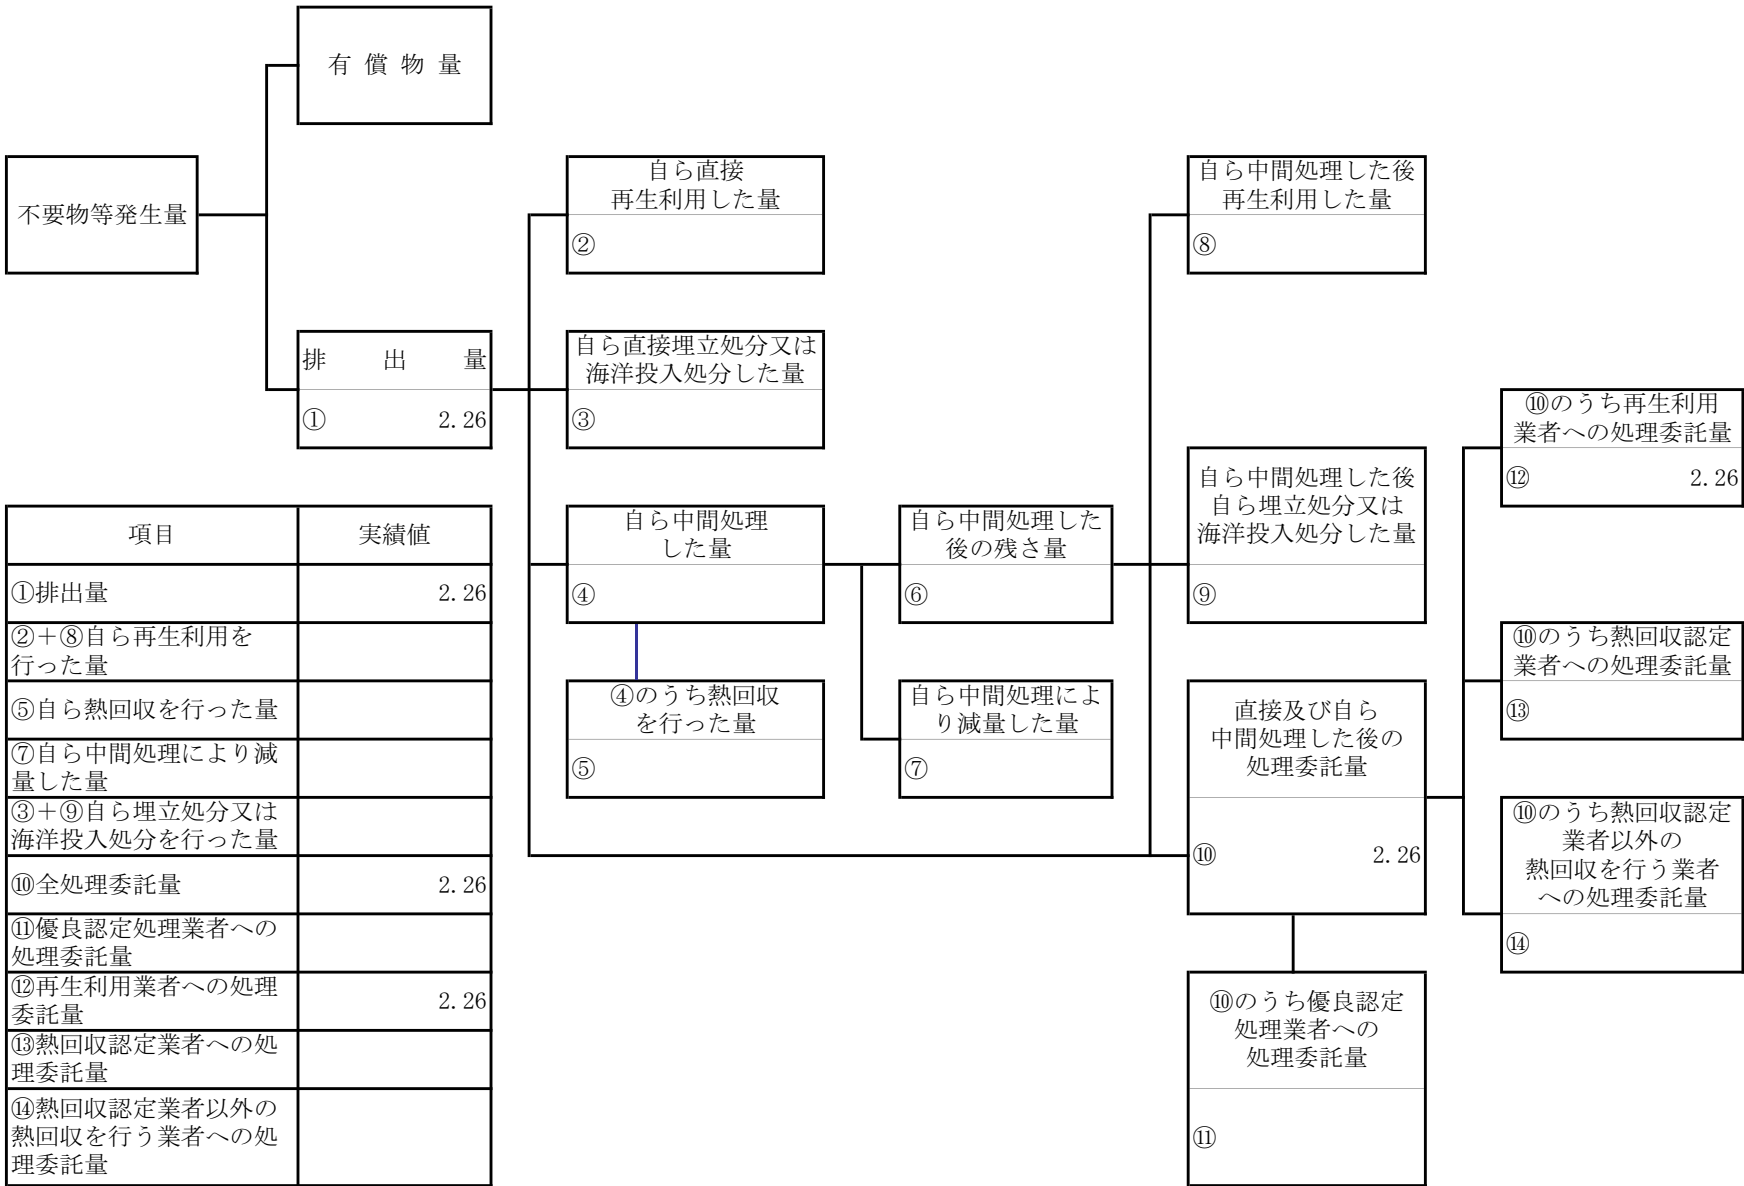 有 償 物 量
不要物等発生量
自ら直接
再生利用した量
②
自ら中間処理した後
再生利用した量
⑧
排 出 量
① 2.26
自ら直接埋立処分又は
海洋投入処分した量
③
⑩のうち再生利用
業者への処理委託量
⑫ 2.26
自ら中間処理した後
自ら埋立処分又は
海洋投入処分した量
⑨
自ら中間処理
した量
④
自ら中間処理した
後の残さ量
⑥
⑩のうち熱回収認定
業者への処理委託量
⑬
④のうち熱回収
を行った量
⑤
自ら中間処理によ
り減量した量
⑦
直接及び自ら
中間処理した後の
処理委託量
⑩ 2.26
⑩のうち熱回収認定
業者以外の
熱回収を行う業者
への処理委託量
⑭
⑩のうち優良認定
処理業者への
処理委託量
⑪
項目 実績値
①排出量 2.26
②+⑧自ら再生利用を
行った量
⑤自ら熱回収を行った量
⑦自ら中間処理により減
量した量
③+⑨自ら埋立処分又は
海洋投入処分を行った量
⑩全処理委託量 2.26
⑪優良認定処理業者への
処理委託量
⑫再生利用業者への処理
委託量 2.26
⑬熱回収認定業者への処
理委託量
⑭熱回収認定業者以外の
熱回収を行う業者への処
理委託量